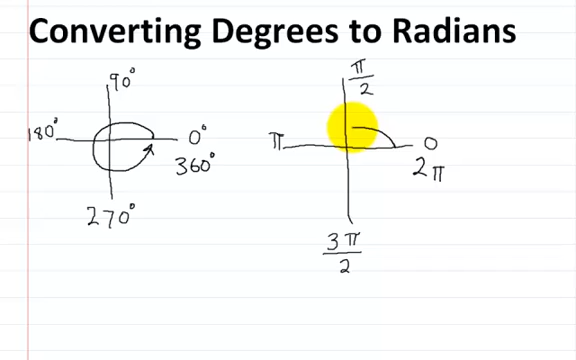 Converting Degrees to Radians
90°
180°
0°
360°
270°
π/2
π
0
2π
3π/2